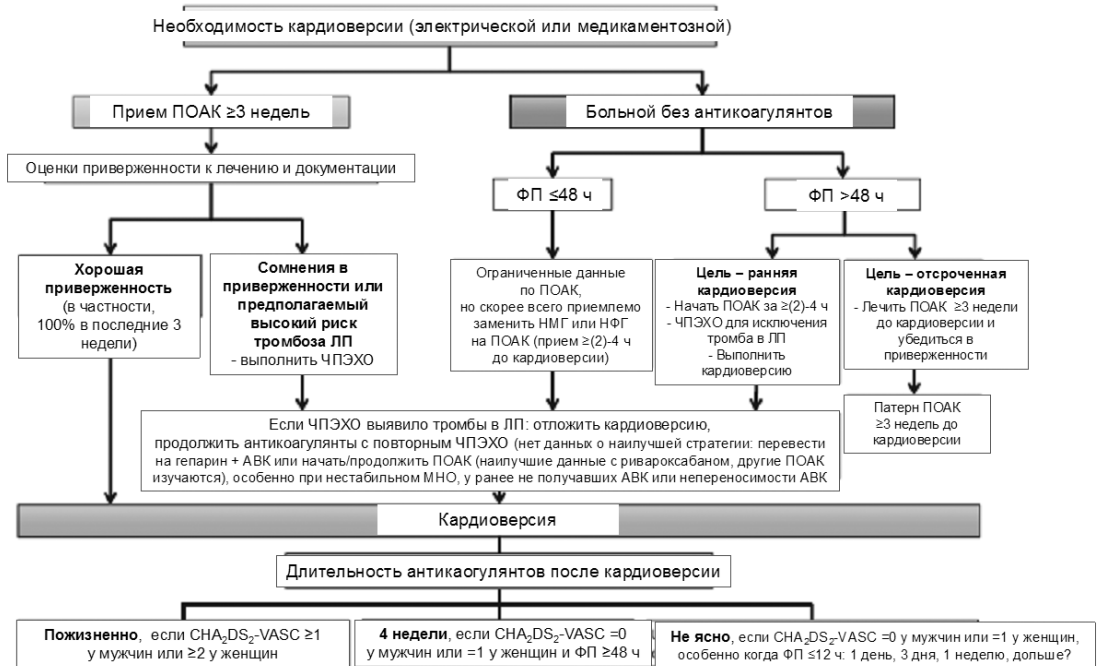 Необходимость кардиоверсии (электрической или медикаментозной)
Прием ПОАК ≥3 недель
Больной без антикоагулянтов
Оценки приверженности к лечению и документации
ФП ≤48 ч
ФП >48 ч
Хорошая
приверженность
(в частности,
100% в последние 3
недели)
Сомнения в
приверженности или
предполагаемый
высокий риск
тромбоза ЛП
- выполнить ЧПЭХО
Ограниченные данные
по ПОАК,
но скорее всего приемлемо
заменить НМГ или НФГ
на ПОАК (прием ≥(2)-4 ч
до кардиоверсии)
Цель – ранняя
кардиоверсия
- Начать ПОАК за ≥(2)-4 ч
- ЧПЭХО для исключения
тромба в ЛП
- Выполнить
кардиоверсию
Цель – отсроченная
кардиоверсия
- Лечить ПОАК ≥3 недели
до кардиоверсии и
убедиться в
приверженности
Патерн ПОАК
≥3 недель до
кардиоверсии
Если ЧПЭХО выявило тромбы в ЛП: отложить кардиоверсию,
продолжить антикоагулянты с повторным ЧПЭХО (нет данных о наилучшей стратегии: перевести
на гепарин + АВК или начать/продолжить ПОАК (наилучшие данные с ривароксабаном, другие ПОАК
изучаются), особенно при нестабильном МНО, у ранее не получавших АВК или непереносимости АВК
Кардиоверсия
Длительность антикаогулянтов после кардиоверсии
Пожизненно, если CHA₂DS₂-VASC ≥1
у мужчин или ≥2 у женщин
4 недели, если CHA₂DS₂-VASC =0
у мужчин или =1 у женщин и ФП ≥48 ч
Не ясно, если CHA₂DS₂-VASC =0 у мужчин или =1 у женщин,
особенно когда ФП ≤12 ч: 1 день, 3 дня, 1 неделю, дольше?